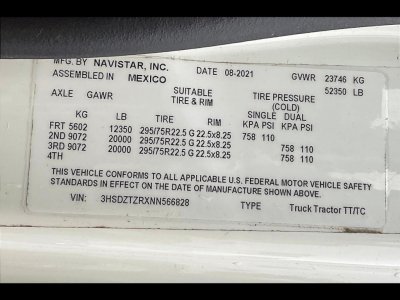 MFG. BY NAVISTAR, INC. DATE 08-2021 GVWR 23746 KG
ASSEMBLED IN MEXICO 52350 LB
SUITABLE TIRE PRESSURE
AXLE GAWR TIRE & RIM (COLD)
SINGLE DUAL
KG LB TIRE RIM KPA PSI KPA PSI
FRT 5602 12350 295/75R22.5 G 22.5x8.25 758 110
2ND 9072 20000 295/75R22.5 G 22.5x8.25 758 110
3RD 9072 20000 295/75R22.5 G 22.5x8.25 758 110
4TH
THIS VEHICLE CONFORMS TO ALL APPLICABLE U.S. FEDERAL MOTOR VEHICLE SAFETY
STANDARDS IN EFFECT ON THE DATE OF MANUFACTURE SHOWN ABOVE.
VIN: 3HSDZTZRXNN566828 TYPE Truck Tractor TT/TC